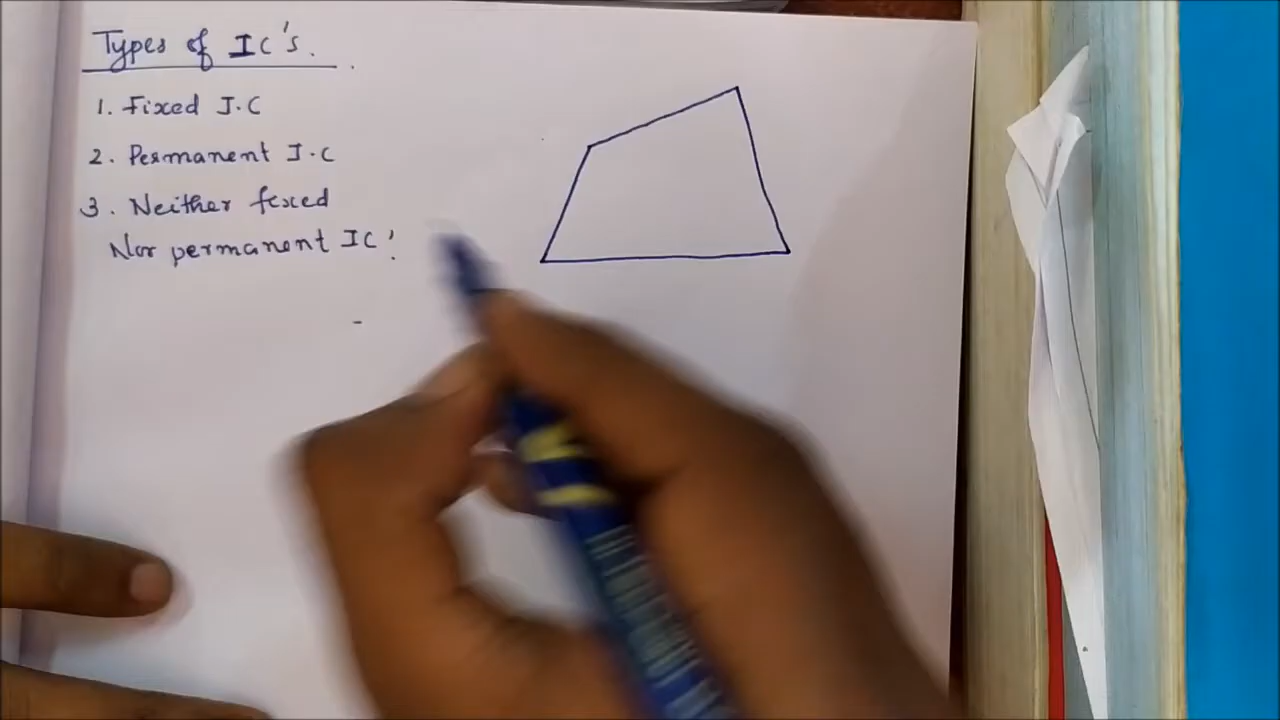 Types of IC's.
1. Fixed I.C
2. Permanent I.C
3. Neither fixed
Nor permanent IC'.